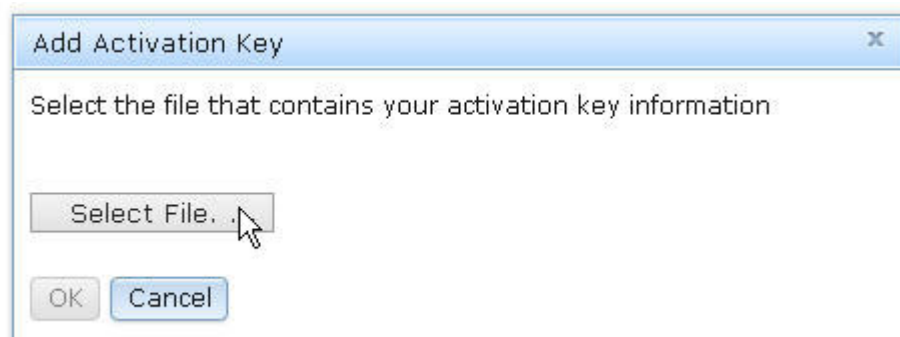 Add Activation Key x
Select the file that contains your activation key information
Select File. .
OK Cancel